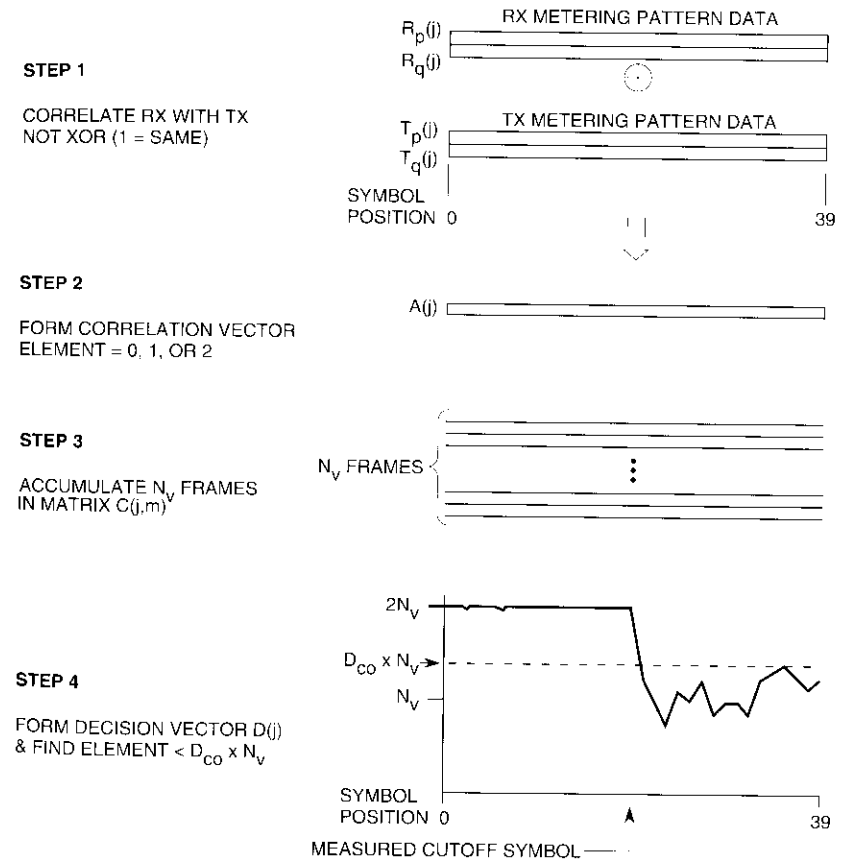 RX METERING PATTERN DATA
Rp(j)
Rq(j)
STEP 1
CORRELATE RX WITH TX
NOT XOR (1 = SAME)
TX METERING PATTERN DATA
Tp(j)
Tq(j)
SYMBOL
POSITION 0 39
STEP 2
FORM CORRELATION VECTOR
ELEMENT = 0, 1, OR 2
A(j)
STEP 3
ACCUMULATE Nv FRAMES
IN MATRIX C(j,m)
Nv FRAMES
STEP 4
FORM DECISION VECTOR D(j)
& FIND ELEMENT < Dco x Nv
2Nv
Dco x Nv
Nv
SYMBOL
POSITION 0 39
MEASURED CUTOFF SYMBOL